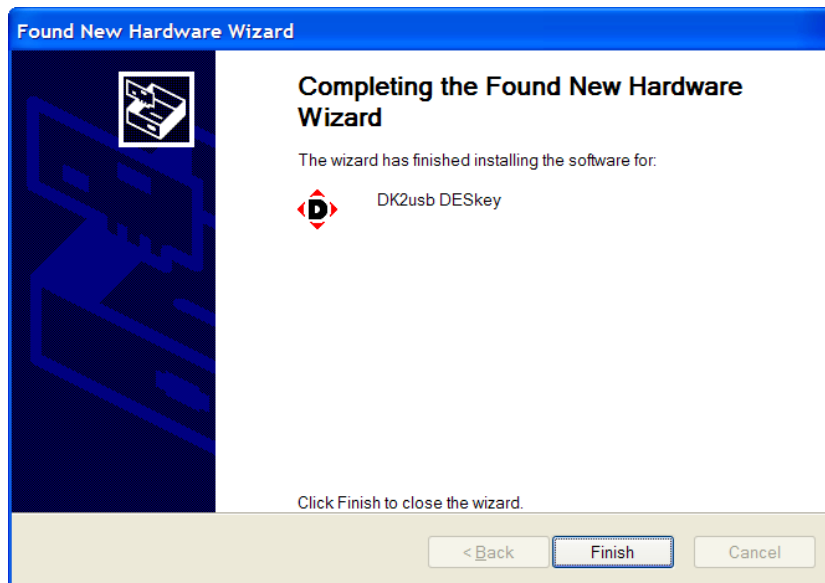 Found New Hardware Wizard
Completing the Found New Hardware
Wizard
The wizard has finished installing the software for:
D
DK2usb DESkey
Click Finish to close the wizard.
< Back
Finish
Cancel